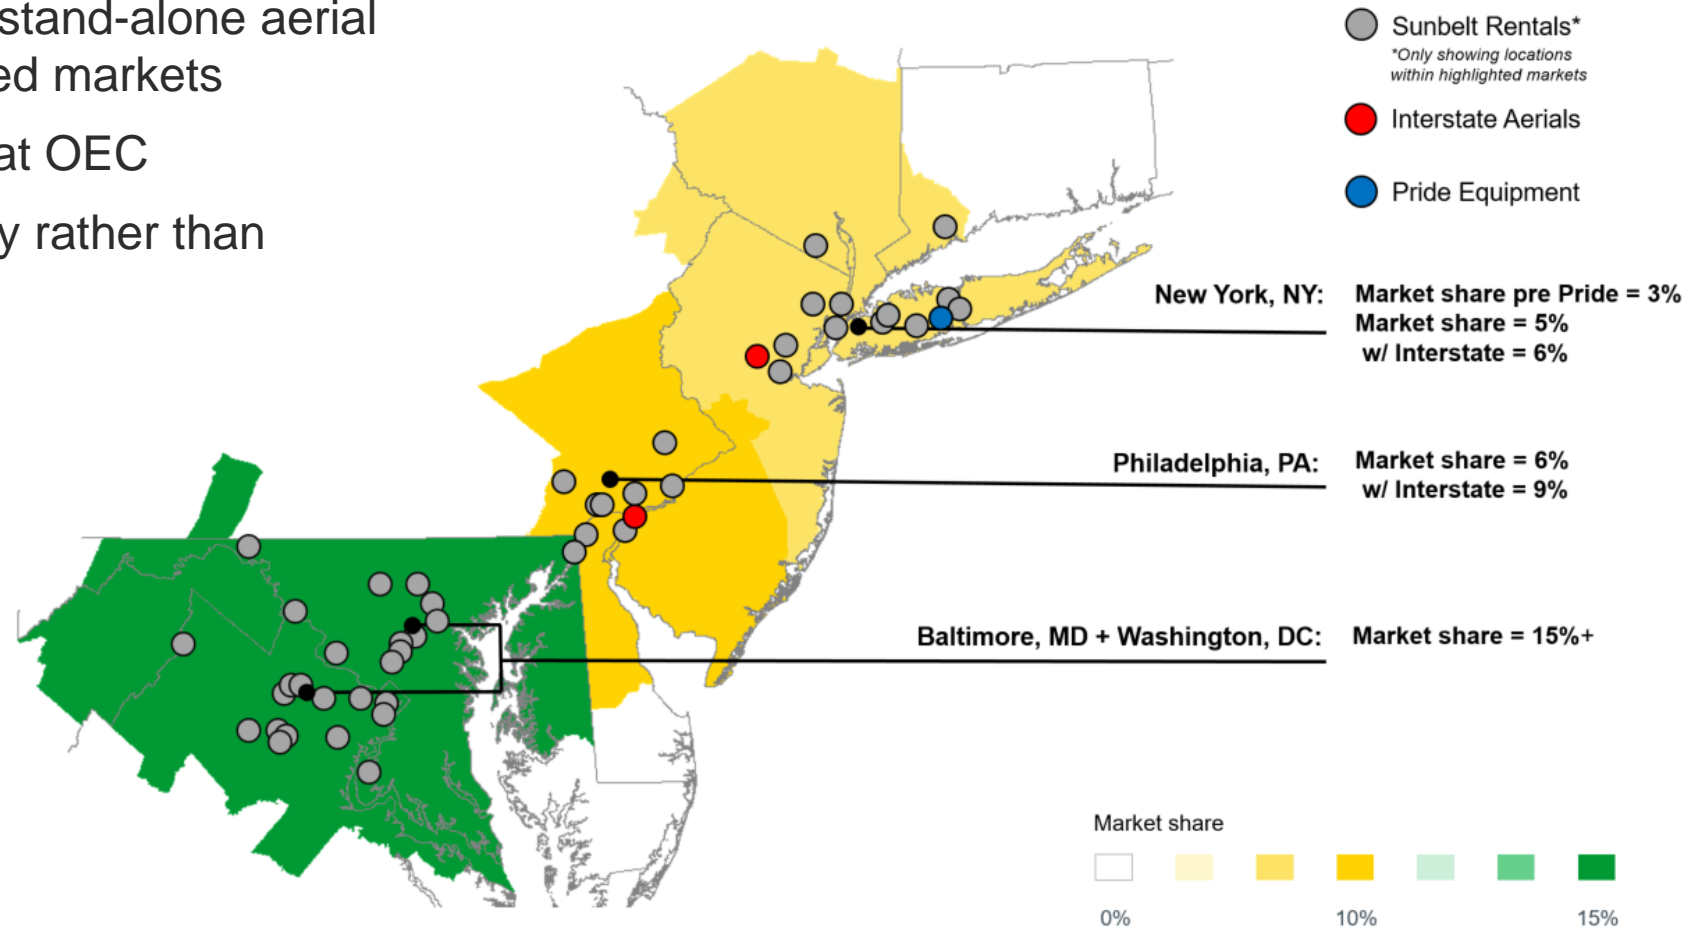 stand-alone aerial
ed markets
at OEC
y rather than
Sunbelt Rentals*
*Only showing locations
within highlighted markets
Interstate Aerials
Pride Equipment
New York, NY:
Market share pre Pride = 3%
Market share = 5%
w/ Interstate = 6%
Philadelphia, PA:
Market share = 6%
w/ Interstate = 9%
Baltimore, MD + Washington, DC:
Market share = 15%+
Market share
0% 10% 15%